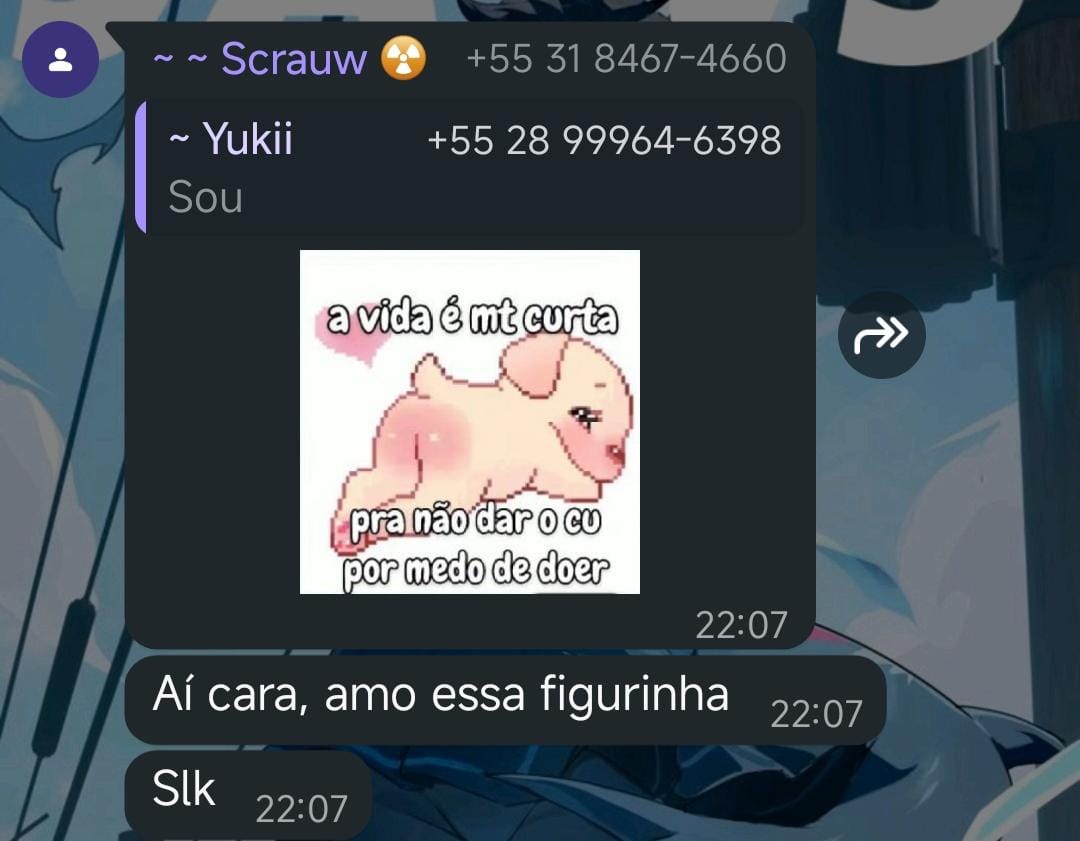 ~ ~ Scrauw ☢️ +55 31 8467-4660
~ Yukii +55 28 99964-6398
Sou
a vida é mt curta
pra não dar o cu
por medo de doer
22:07
Aí cara, amo essa figurinha 22:07
Slk 22:07